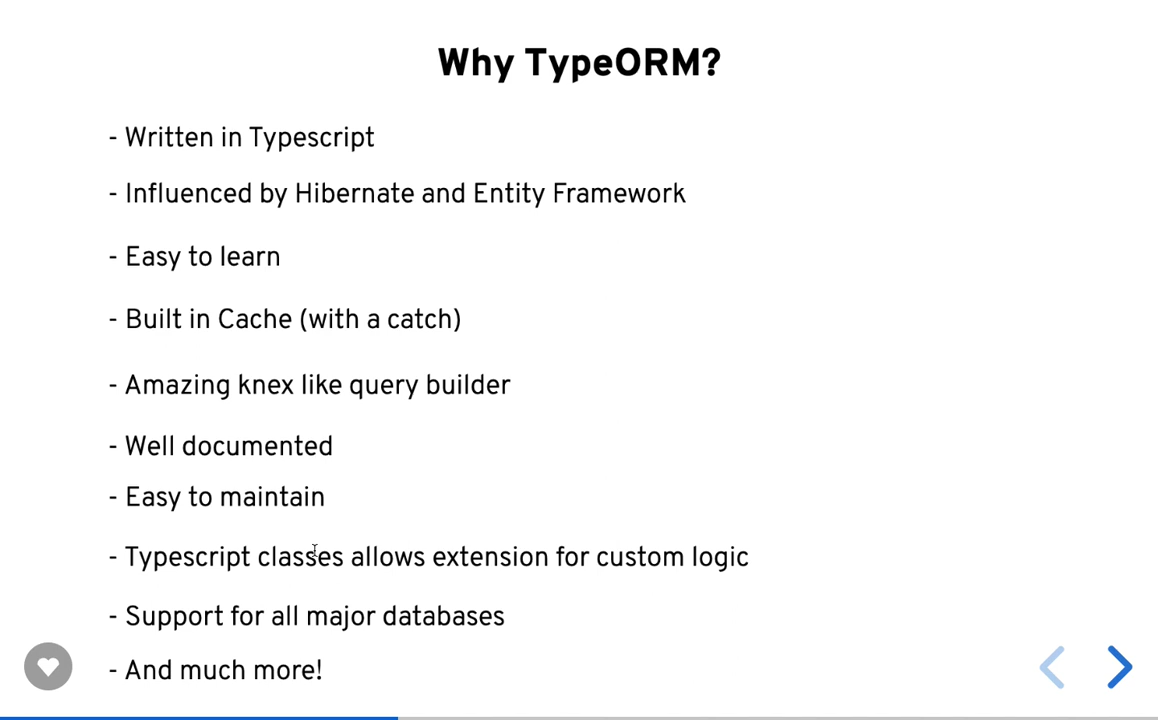 Why TypeORM?
- Written in Typescript
- Influenced by Hibernate and Entity Framework
- Easy to learn
- Built in Cache (with a catch)
- Amazing knex like query builder
- Well documented
- Easy to maintain
- Typescript classes allows extension for custom logic
- Support for all major databases
- And much more!